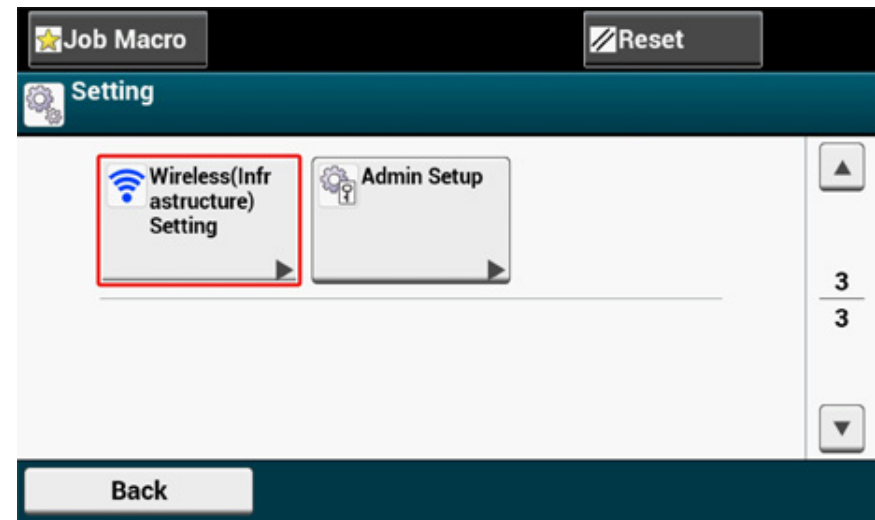 Job Macro
Reset
Setting
Wireless(Infr
astructure)
Setting
Admin Setup
3
3
Back